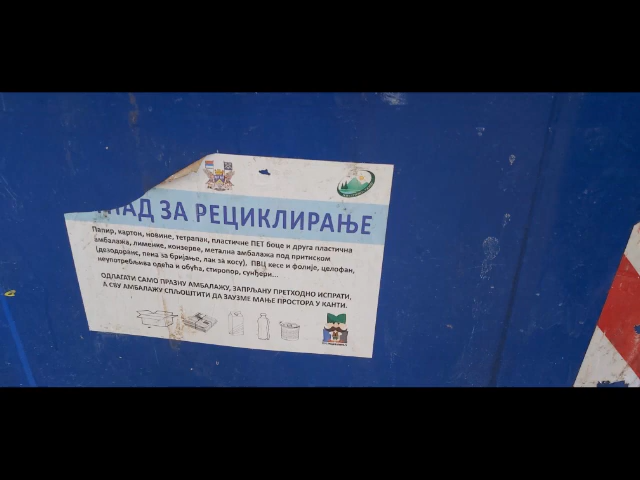 ПАД ЗА РЕЦИКЛИРАЊЕ
Папир, картон, новине, тетрапак, пластичне ПЕТ боце и друга пластична
амбалажа, лименке, конзерве, метална амбалажа под притиском
(дезодоранс, пена за бријање, лак за косу), ПВЦ кесе и фолије, целофан,
неупотребљива одећа и обућа, стиропор, сунђери...
ОДЛАГАТИ САМО ПРАЗНУ АМБАЛАЖУ, ЗАПРЉАНУ ПРЕТХОДНО ИСПРАТИ,
А СВУ АМБАЛАЖУ СПЉОШТИТИ ДА ЗАУЗМЕ МАЊЕ ПРОСТОРА У КАНТИ.